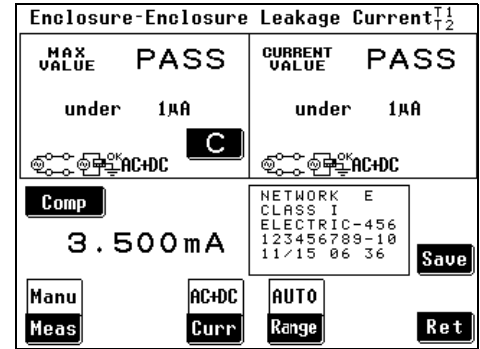 Enclosure-Enclosure Leakage Current T1 T2
MAX VALUE PASS
under 1μA
C
OK AC+DC
CURRENT VALUE PASS
under 1μA
OK AC+DC
Comp
3.500mA
NETWORK E
CLASS I
ELECTRIC-456
123456789-10
11/15 06 36
Save
Manu AC+DC AUTO
Meas Curr Range Ret